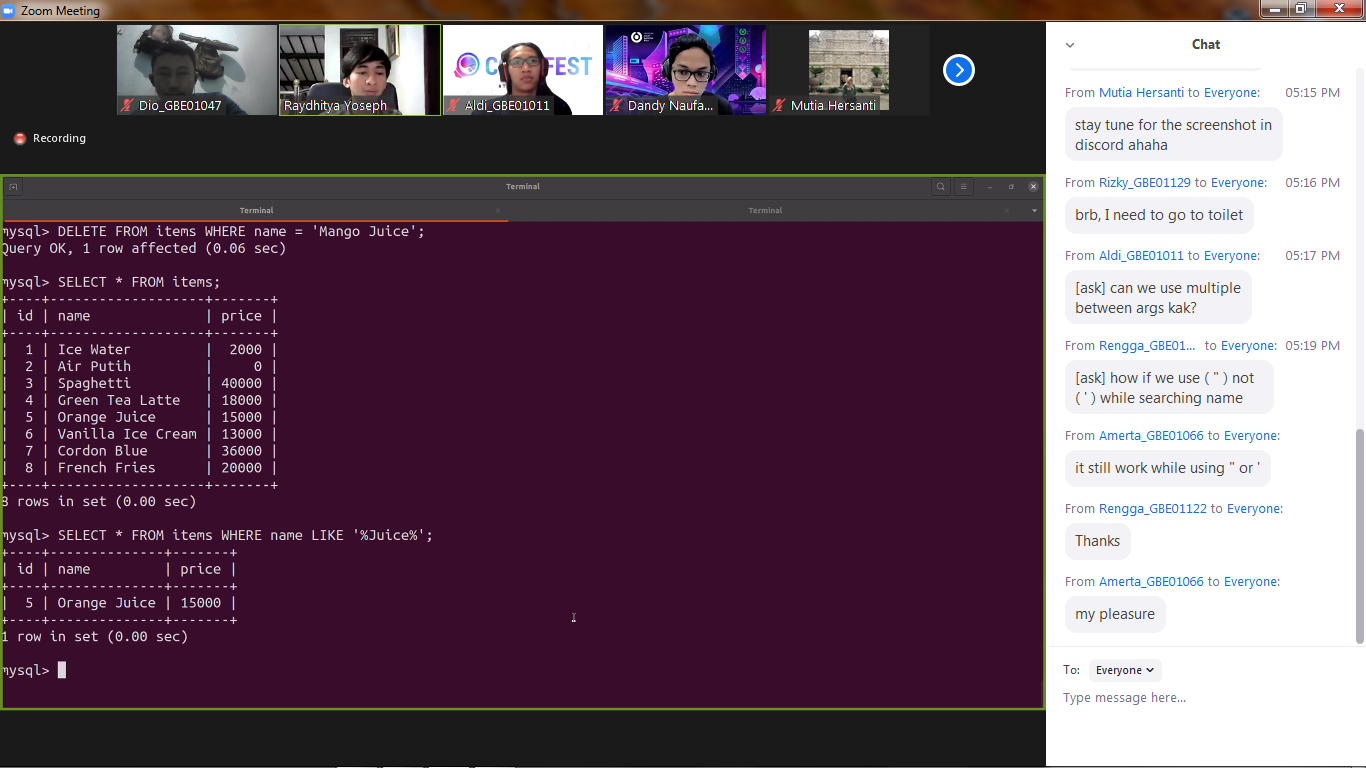 Zoom Meeting
Dio_GBE01047
Raydhitya Yoseph
Aldi_GBE01011
Dandy Naufa...
Mutia Hersanti
Recording
Terminal
Terminal
Terminal
mysql> DELETE FROM items WHERE name = 'Mango Juice';
Query OK, 1 row affected (0.06 sec)
mysql> SELECT * FROM items;
+----+-------------------+-------+
| id | name              | price |
+----+-------------------+-------+
|  1 | Ice Water         |  2000 |
|  2 | Air Putih         |     0 |
|  3 | Spaghetti         | 40000 |
|  4 | Green Tea Latte   | 18000 |
|  5 | Orange Juice      | 15000 |
|  6 | Vanilla Ice Cream | 13000 |
|  7 | Cordon Blue       | 36000 |
|  8 | French Fries      | 20000 |
+----+-------------------+-------+
8 rows in set (0.00 sec)
mysql> SELECT * FROM items WHERE name LIKE '%Juice%';
+----+--------------+-------+
| id | name         | price |
+----+--------------+-------+
|  5 | Orange Juice | 15000 |
+----+--------------+-------+
1 row in set (0.00 sec)
mysql>
Chat
From Mutia Hersanti to Everyone: 05:15 PM
stay tune for the screenshot in
discord ahaha
From Rizky_GBE01129 to Everyone: 05:16 PM
brb, I need to go to toilet
From Aldi_GBE01011 to Everyone: 05:17 PM
[ask] can we use multiple
between args kak?
From Rengga_GBE01... to Everyone: 05:19 PM
[ask] how if we use ( " ) not
( ' ) while searching name
From Amerta_GBE01066 to Everyone:
it still work while using " or '
From Rengga_GBE01122 to Everyone:
Thanks
From Amerta_GBE01066 to Everyone:
my pleasure
To: Everyone
Type message here...